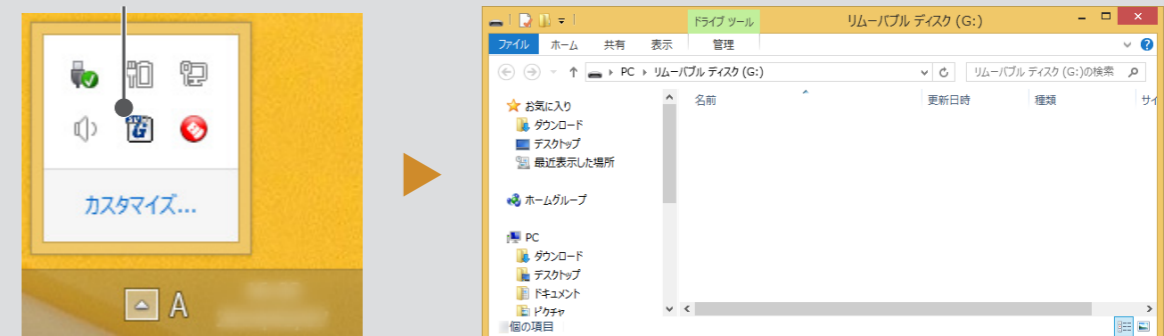 カスタマイズ...
A
ドライブ ツール
リムーバブル ディスク (G:)
ファイル ホーム 共有 表示 管理
PC リムーバブル ディスク (G:)
リムーバブル ディスク (G:)の検索
名前 更新日時 種類 サイ
お気に入り
ダウンロード
デスクトップ
最近表示した場所
ホームグループ
PC
ダウンロード
デスクトップ
ドキュメント
ピクチャ
個の項目